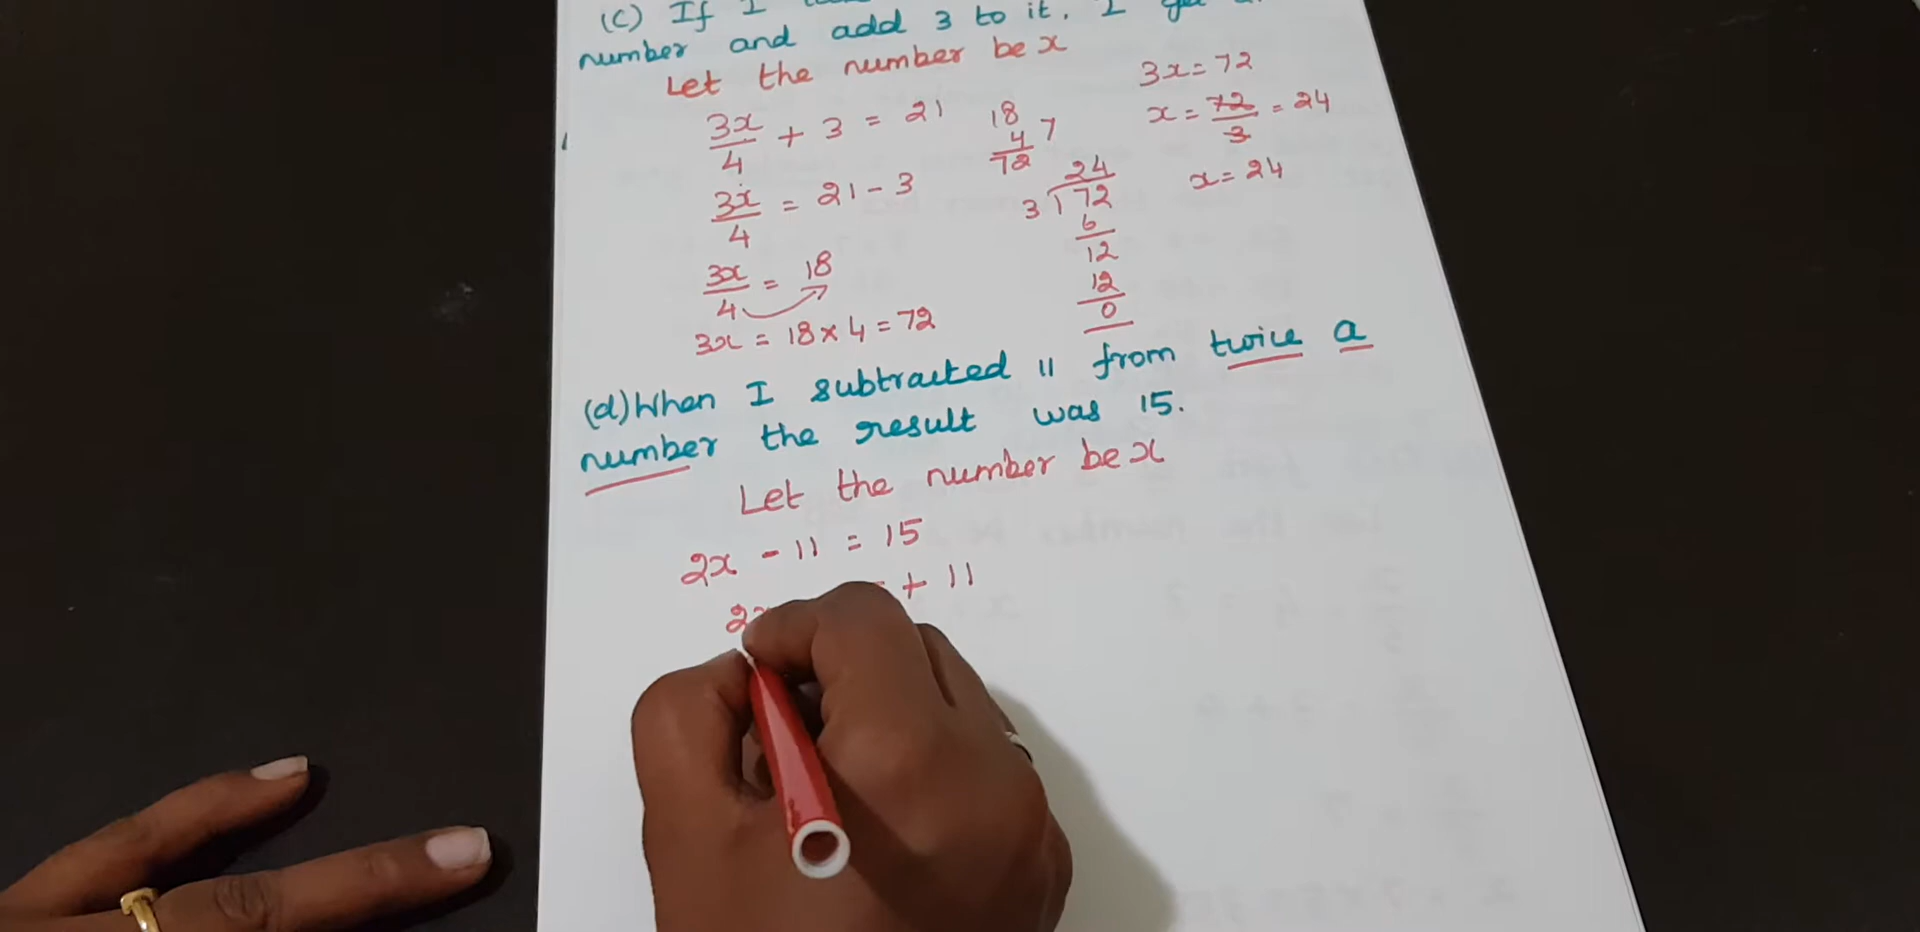 (c) If I
number and add 3 to it, I
Let the number be x
3x/4 + 3 = 21
3x/4 = 21 - 3
3x/4 = 18
3x = 18 × 4 = 72
18
4 7
72
24
3 72
6
12
12
0
3x = 72
x = 72/3 = 24
x = 24
(d) When I subtracted 11 from twice a
number the result was 15.
Let the number be x
2x - 11 = 15
2x + 11